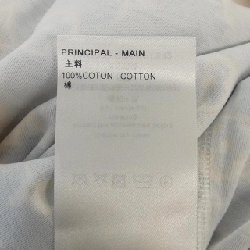 PRINCIPAL - MAIN
主料
100%COTON COTTON
棉